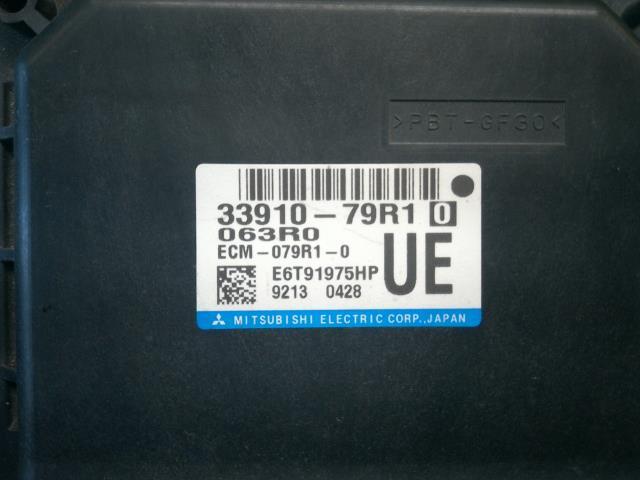 >PBT-GF30<
33910-79R1 0
063R0
ECM-079R1-0
E6T91975HP
9213 0428
UE
MITSUBISHI ELECTRIC CORP., JAPAN